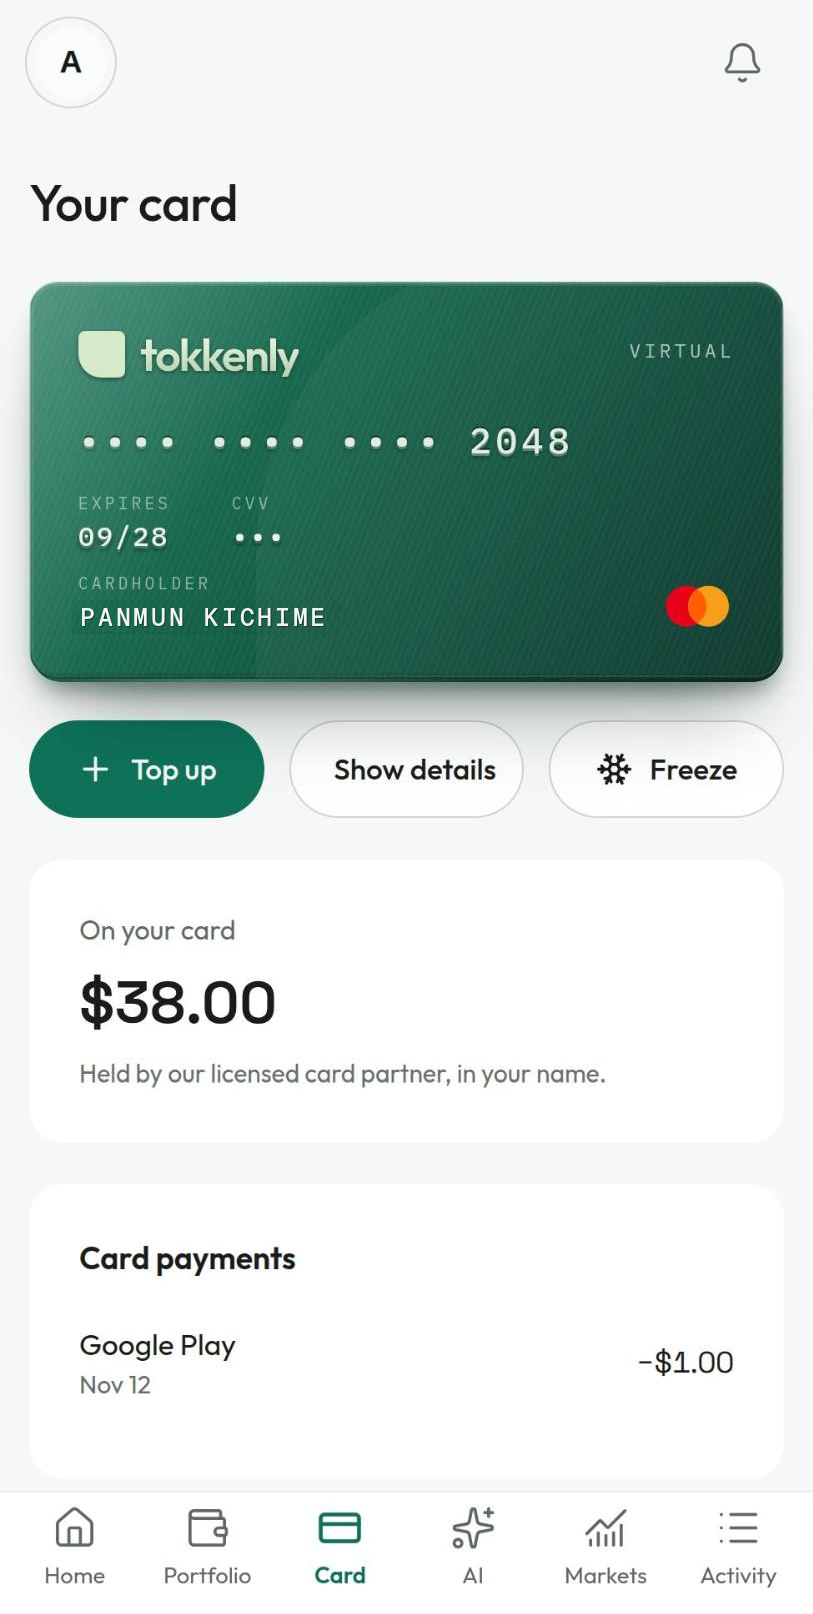 A
Your card
tokkenly
VIRTUAL
•••• •••• •••• 2048
EXPIRES CVV
09/28 •••
CARDHOLDER
PANMUN KICHIME
+ Top up
Show details
Freeze
On your card
$38.00
Held by our licensed card partner, in your name.
Card payments
Google Play
−$1.00
Nov 12
Home
Portfolio
Card
AI
Markets
Activity